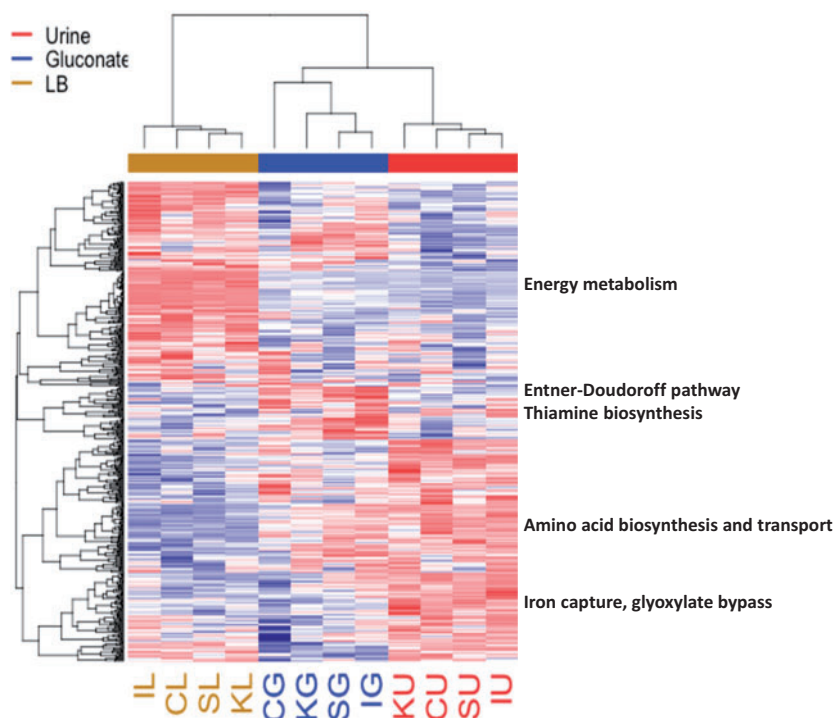 Urine
Gluconate
LB
Energy metabolism
Entner-Doudoroff pathway
Thiamine biosynthesis
Amino acid biosynthesis and transport
Iron capture, glyoxylate bypass
IL CL SL KL CG KG SG IG KU CU SU IU